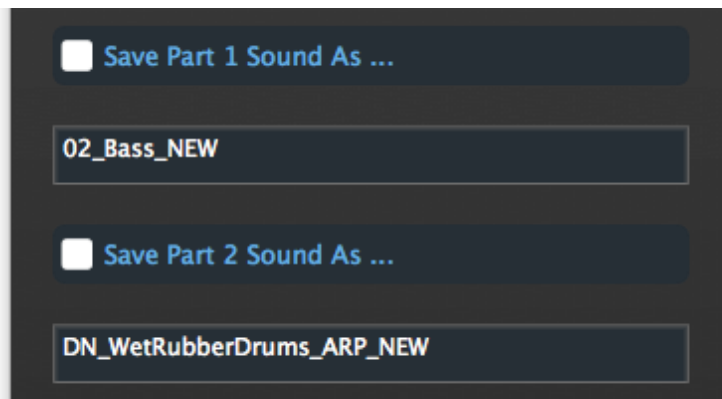 Save Part 1 Sound As ...
02_Bass_NEW
Save Part 2 Sound As ...
DN_WetRubberDrums_ARP_NEW